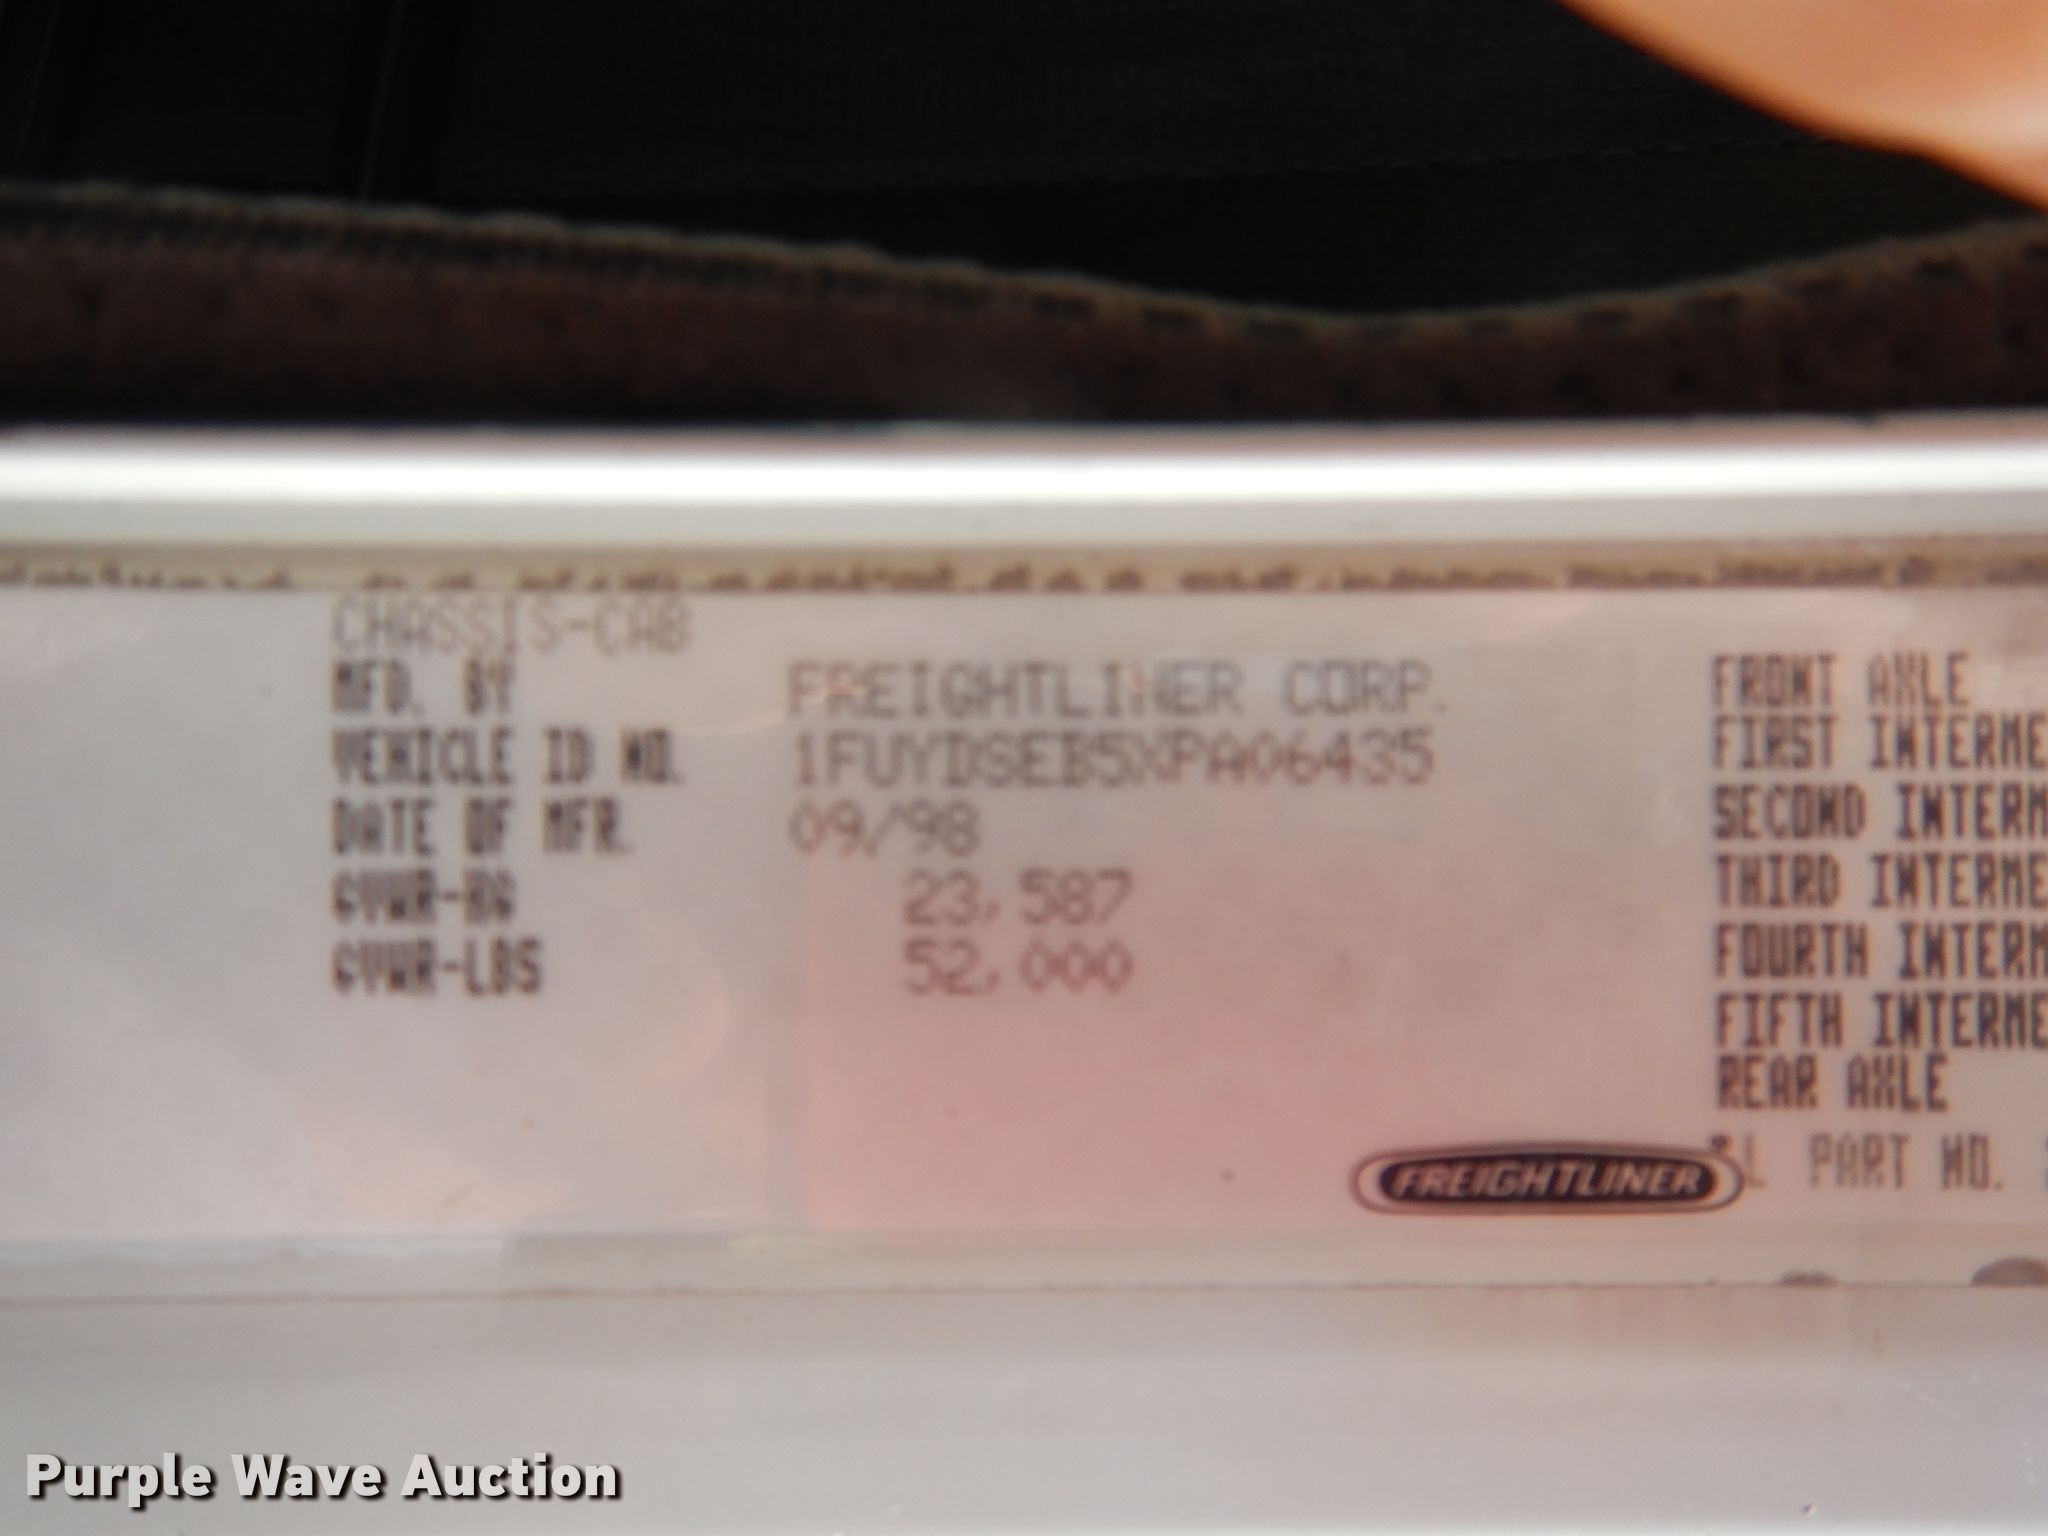 CHASSIS-CAB
MFD. BY FREIGHTLINER CORP.
VEHICLE ID NO. 1FUYDSEB5XPA06435
DATE OF MFR. 09/98
GVWR-KG 23,587
GVWR-LBS 52,000
FRONT AXLE
FIRST INTERME
SECOND INTERM
THIRD INTERME
FOURTH INTERM
FIFTH INTERME
REAR AXLE
FREIGHTLINER
L PART NO.
Purple Wave Auction